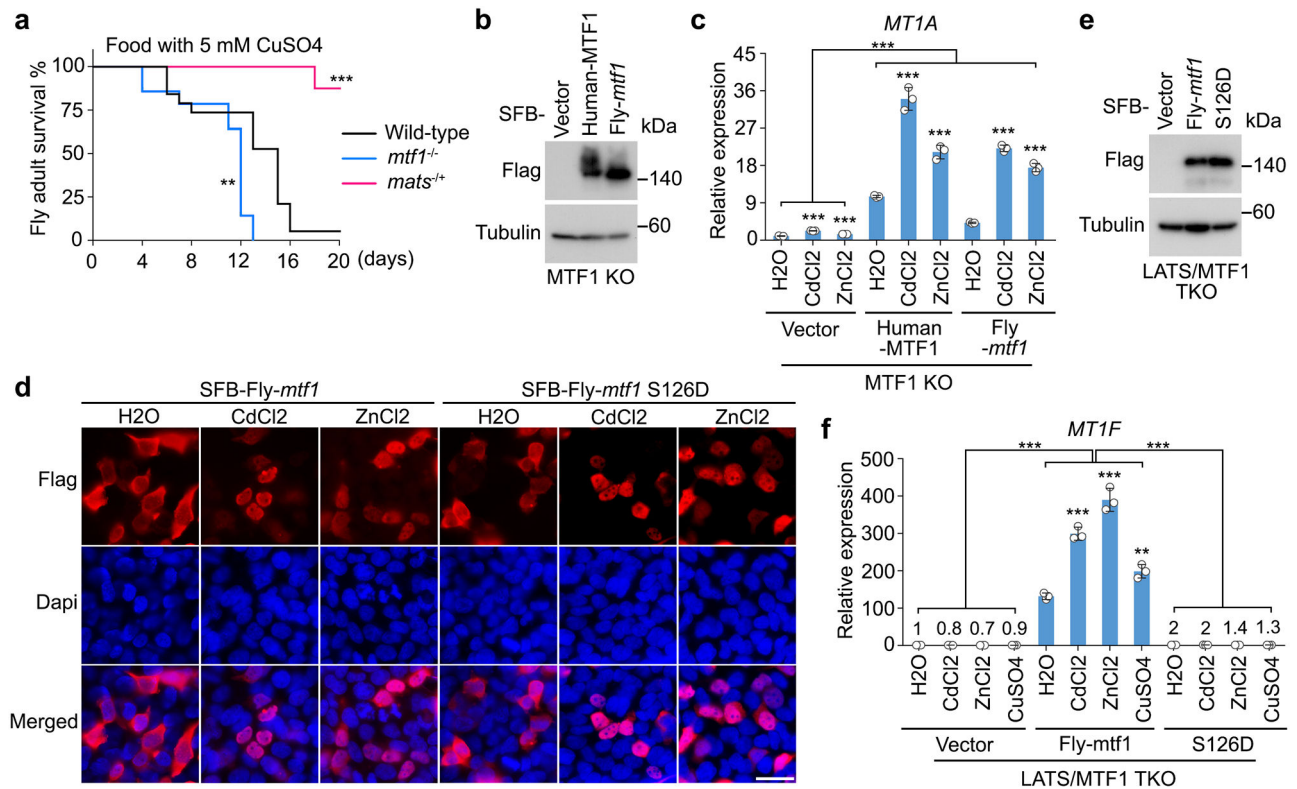 a
Food with 5 mM CuSO4
Fly adult survival %
100
75
50
25
0
0 4 8 12 16 20 (days)
***
**
Wild-type
mtf1-/-
mats-/+
b
SFB-
Vector
Human-MTF1
Fly-mtf1
kDa
Flag
140
Tubulin
60
MTF1 KO
c
MT1A
Relative expression
45
36
27
18
9
0
***
*** ***
*** ***
*** ***
H2O CdCl2 ZnCl2 H2O CdCl2 ZnCl2 H2O CdCl2 ZnCl2
Vector
Human
-MTF1
Fly
-mtf1
MTF1 KO
e
SFB-
Vector
Fly-mtf1
S126D
kDa
Flag
140
Tubulin
60
LATS/MTF1
TKO
d
SFB-Fly-mtf1 SFB-Fly-mtf1 S126D
H2O CdCl2 ZnCl2 H2O CdCl2 ZnCl2
Flag
Dapi
Merged
f
MT1F
Relative expression
500
400
300
200
100
0
*** ***
*** *** **
1 0.8 0.7 0.9 2 2 1.4 1.3
H2O CdCl2 ZnCl2 CuSO4 H2O CdCl2 ZnCl2 CuSO4 H2O CdCl2 ZnCl2 CuSO4
Vector Fly-mtf1 S126D
LATS/MTF1 TKO